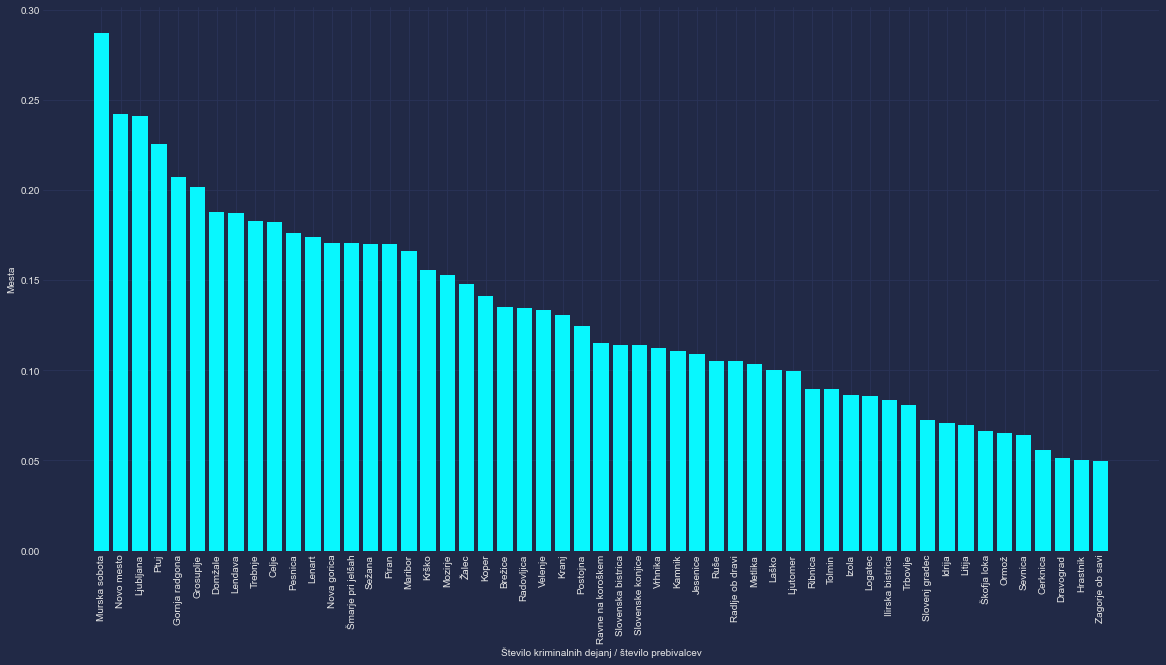 0.30
0.25
0.20
0.15
0.10
0.05
0.00
Mesta
Murska sobota
Novo mesto
Ljubljana
Ptuj
Gornja radgona
Grosuplje
Domžale
Lendava
Trebnje
Celje
Pesnica
Lenart
Nova gorica
Šmarje pri jelšah
Sežana
Piran
Maribor
Krško
Mozirje
Žalec
Koper
Brežice
Radovljica
Velenje
Kranj
Postojna
Ravne na koroškem
Slovenska bistrica
Slovenske konjice
Vrhnika
Kamnik
Jesenice
Ruše
Radlje ob dravi
Metlika
Laško
Ljutomer
Ribnica
Tolmin
Izola
Logatec
Ilirska bistrica
Trbovlje
Slovenj gradec
Idrija
Litija
Škofja loka
Ormož
Sevnica
Cerknica
Dravograd
Hrastnik
Zagorje ob savi
Število kriminalnih dejanj / število prebivalcev